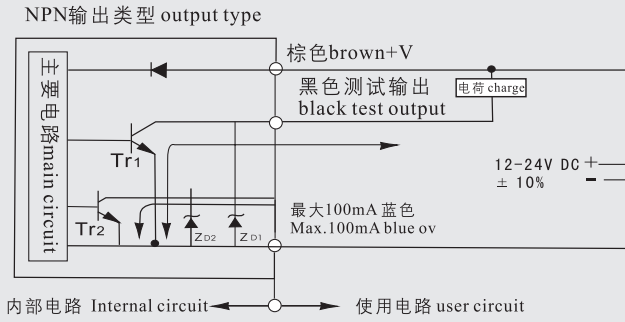 NPN输出类型 output type
棕色brown+V
主要电路main circuit
黑色测试输出
black test output
电荷 charge
Tr1
12-24V DC + -
± 10%
最大100mA 蓝色
Max.100mA blue ov
Tr2
ZD2
ZD1
内部电路 Internal circuit
使用电路 user circuit